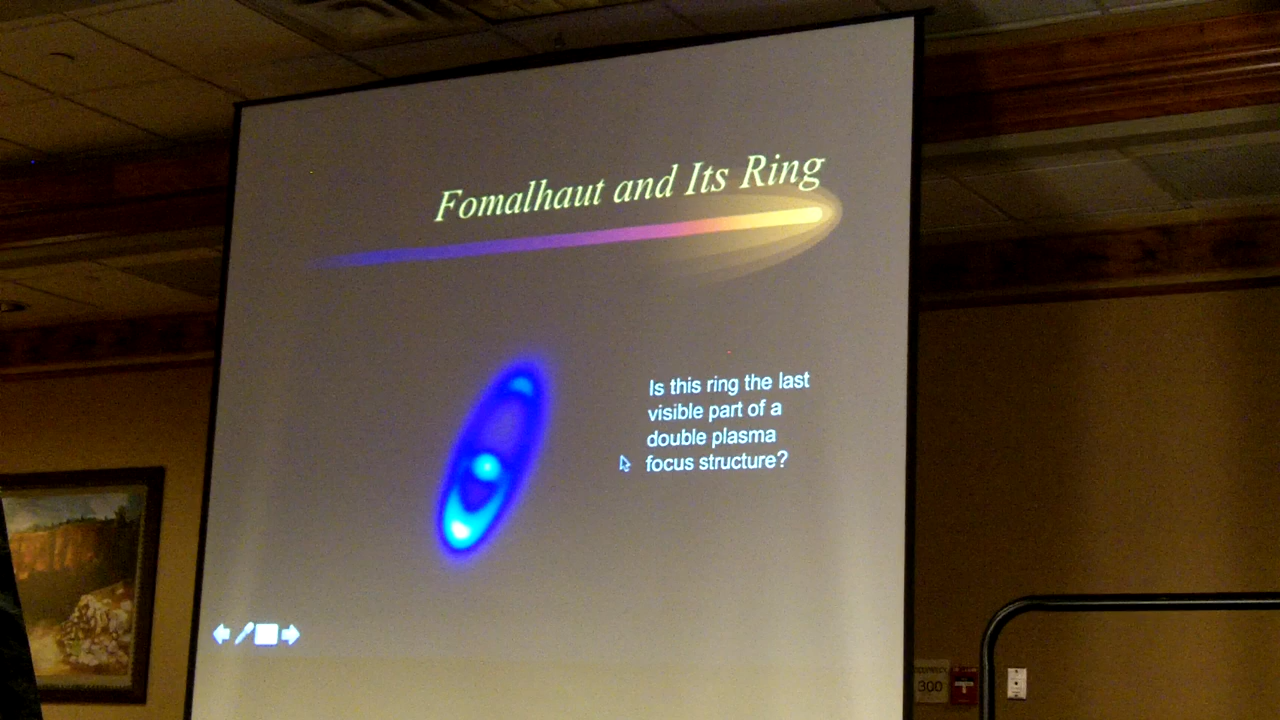 Fomalhaut and Its Ring
Is this ring the last
visible part of a
double plasma
focus structure?
300